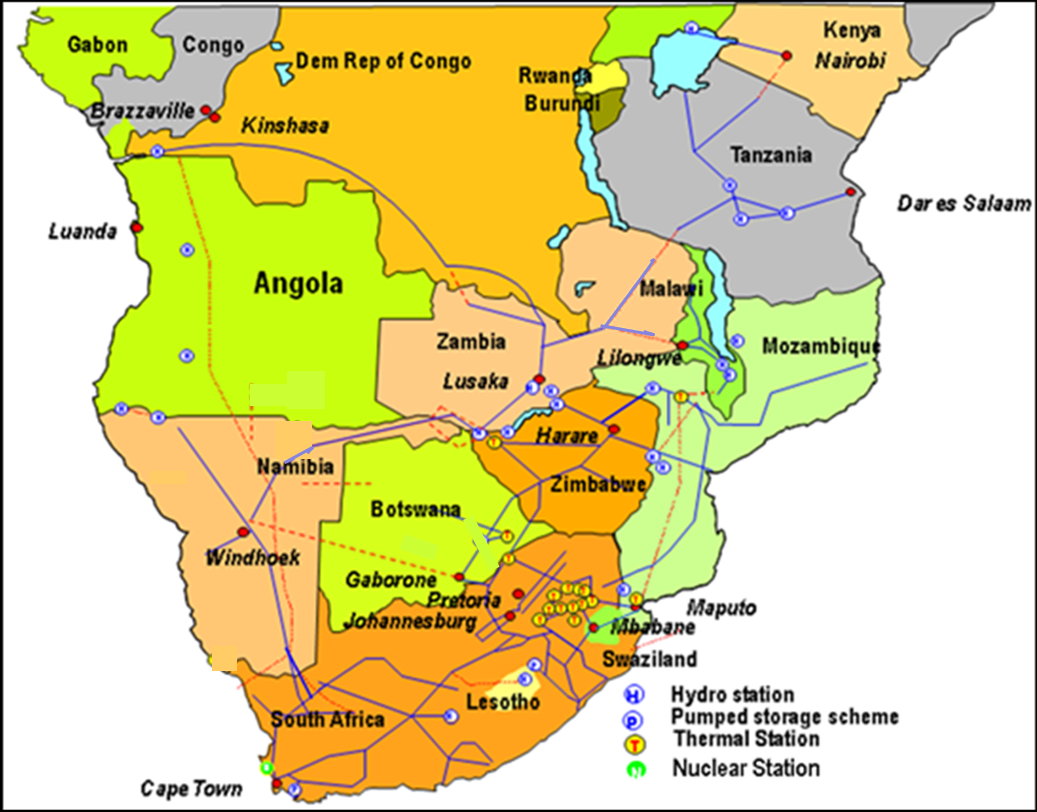 Gabon
Congo
Kenya
Dem Rep of Congo
Nairobi
Rwanda
Burundi
Brazzaville
Kinshasa
Tanzania
Dar es Salaam
Luanda
Angola
Malawi
Zambia
Mozambique
Lilongwe
Lusaka
Harare
Namibia
Zimbabwe
Botswana
Windhoek
Gaborone
Pretoria
Maputo
Johannesburg
Mbabane
Swaziland
Lesotho
South Africa
Cape Town
H Hydro station
P Pumped storage scheme
T Thermal Station
N Nuclear Station